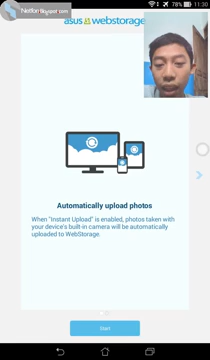 78% 11:30
asus webstorage
Automatically upload photos
When "Instant Upload" is enabled, photos taken with
your device's built-in camera will be automatically
uploaded to WebStorage.
Start